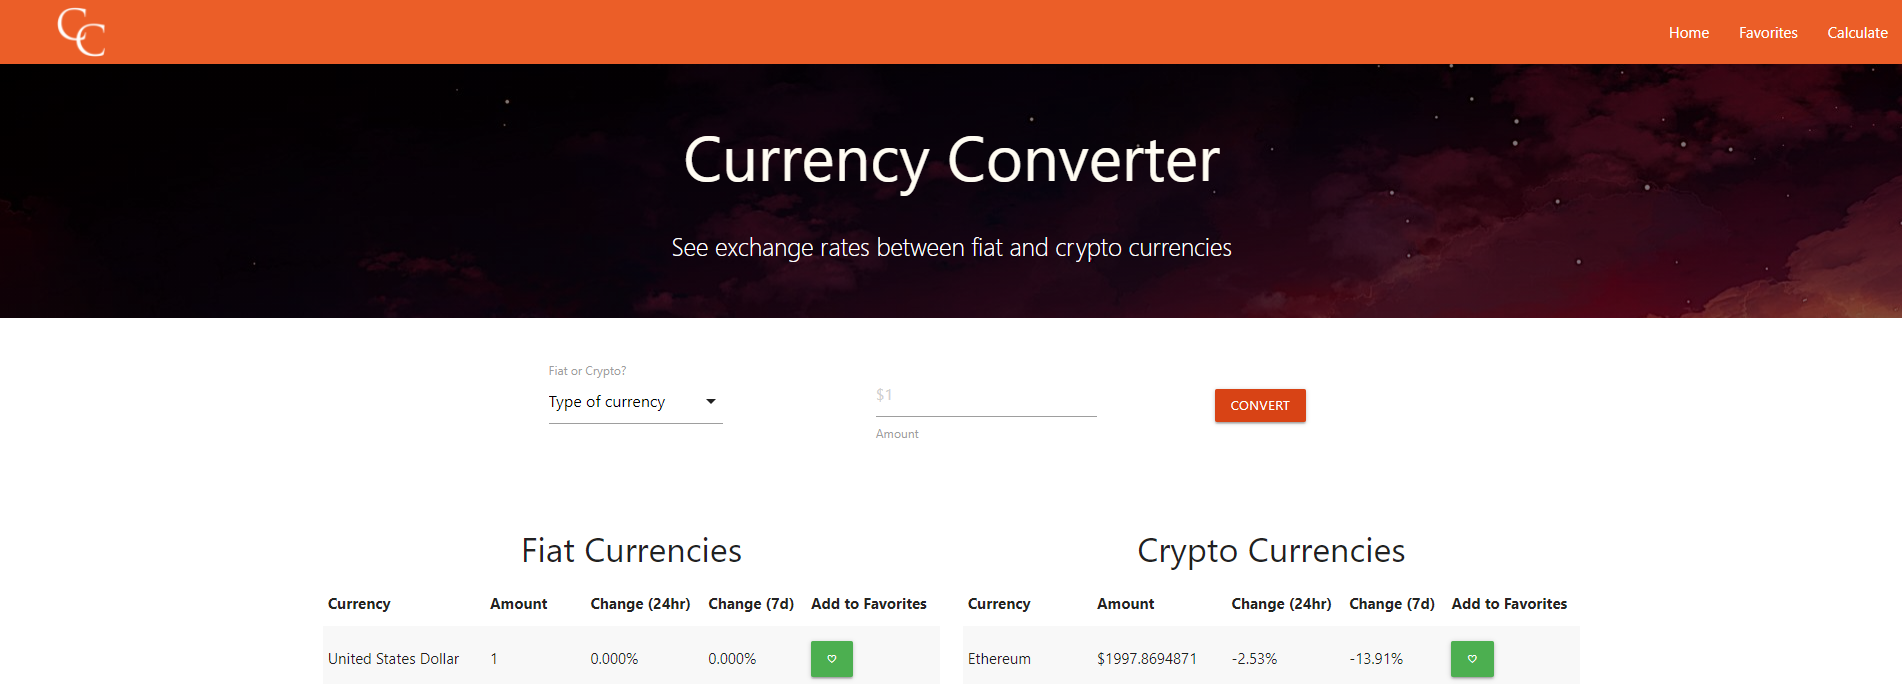 CC
Home Favorites Calculate
Currency Converter
See exchange rates between fiat and crypto currencies
Fiat or Crypto?
Type of currency
$1
Amount
CONVERT
Fiat Currencies
Currency Amount Change (24hr) Change (7d) Add to Favorites
United States Dollar 1 0.000% 0.000%
Crypto Currencies
Currency Amount Change (24hr) Change (7d) Add to Favorites
Ethereum $1997.8694871 -2.53% -13.91%